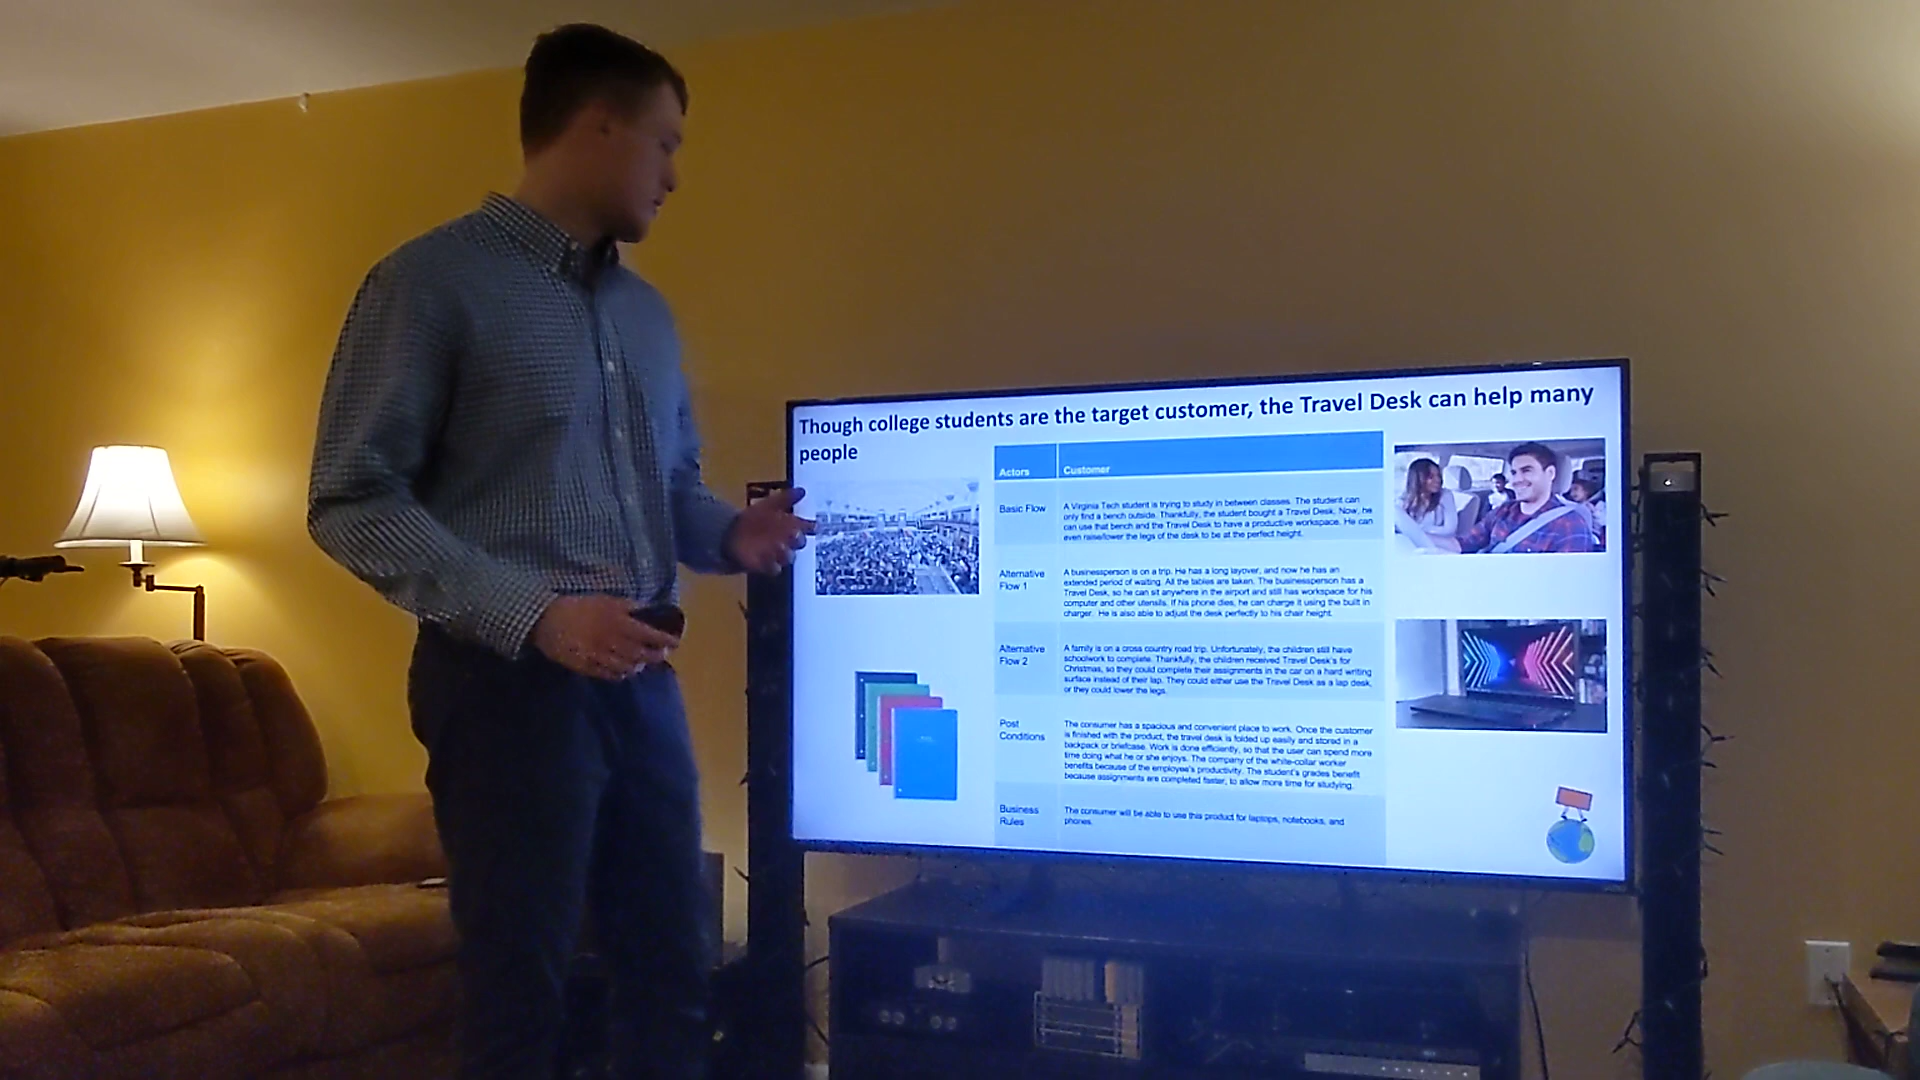 Though college students are the target customer, the Travel Desk can help many
people
Actors
Customer
Basic Flow
A Virginia Tech student is trying to study in between classes. The student can
only find a bench outside. Thankfully, the student bought a Travel Desk. Now, he
can use that bench and the Travel Desk to have a productive workspace. He can
even raise/lower the legs of the desk to be at the perfect height.
Alternative
Flow 1
A businessperson is on a trip. He has a long layover, and now he has an
extended period of waiting. All the tables are taken. The businessperson has a
Travel Desk, so he can sit anywhere in the airport and still has workspace for his
computer and other utensils. If his phone dies, he can charge it using the built in
charger. He is also able to adjust the desk perfectly to his chair height.
Alternative
Flow 2
A family is on a cross country road trip. Unfortunately, the children still have
schoolwork to complete. Thankfully, the children received Travel Desk's for
Christmas, so they could complete their assignments in the car on a hard writing
surface instead of their lap. They could either use the Travel Desk as a lap desk,
or they could lower the legs.
Post
Conditions
The consumer has a spacious and convenient place to work. Once the customer
is finished with the product, the travel desk is folded up easily and stored in a
backpack or briefcase. Work is done efficiently, so that the user can spend more
time doing what he or she enjoys. The company of the white-collar worker
benefits because of the employee's productivity. The student's grades benefit
because assignments are completed faster, to allow more time for studying.
Business
Rules
The consumer will be able to use this product for laptops, notebooks, and
phones.